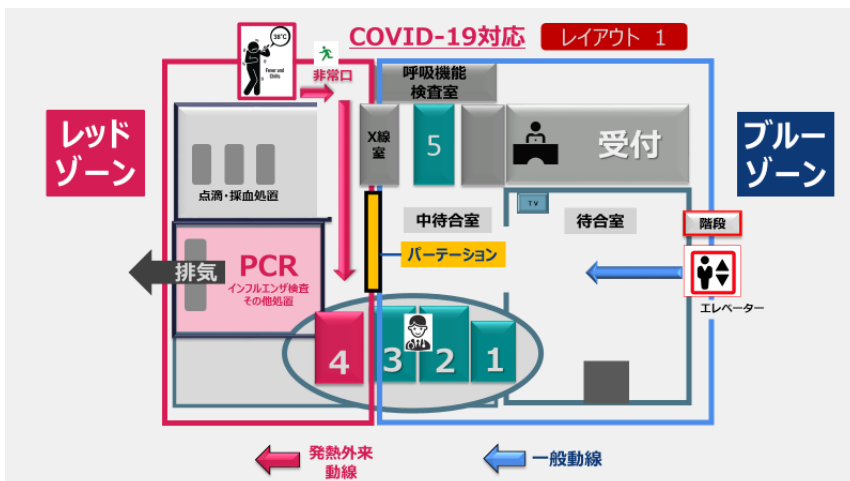 COVID-19対応
レイアウト 1
38℃
Fever and
Chills
非常口
呼吸機能
検査室
レッド
ゾーン
X線
室
5
受付
ブルー
ゾーン
点滴・採血処置
TV
中待合室
待合室
階段
パーテーション
排気
PCR
インフルエンザ検査
その他処置
エレベーター
4
3
2
1
発熱外来
動線
一般動線